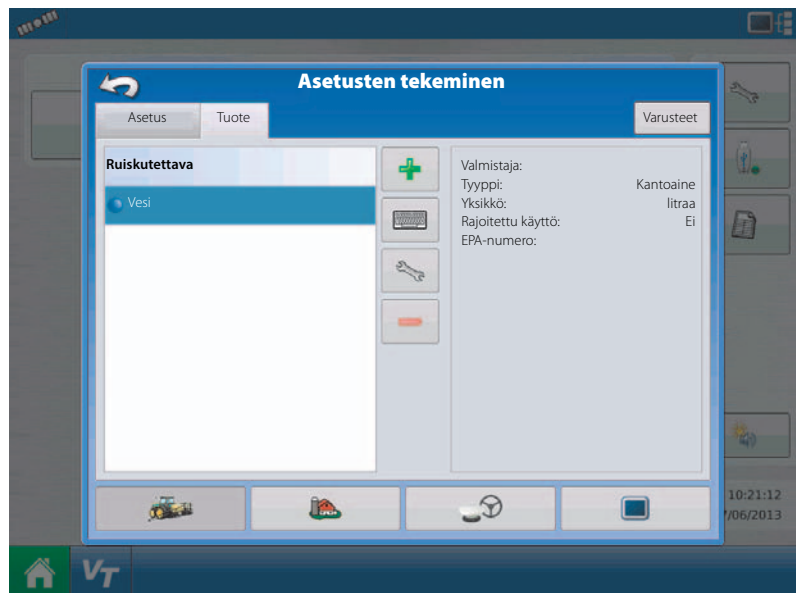 Asetusten tekeminen
Asetus
Tuote
Varusteet
Ruiskutettava
Vesi
Valmistaja:
Tyyppi: Kantoaine
Yksikkö: litraa
Rajoitettu käyttö: Ei
EPA-numero:
10:21:12
/06/2013
VT